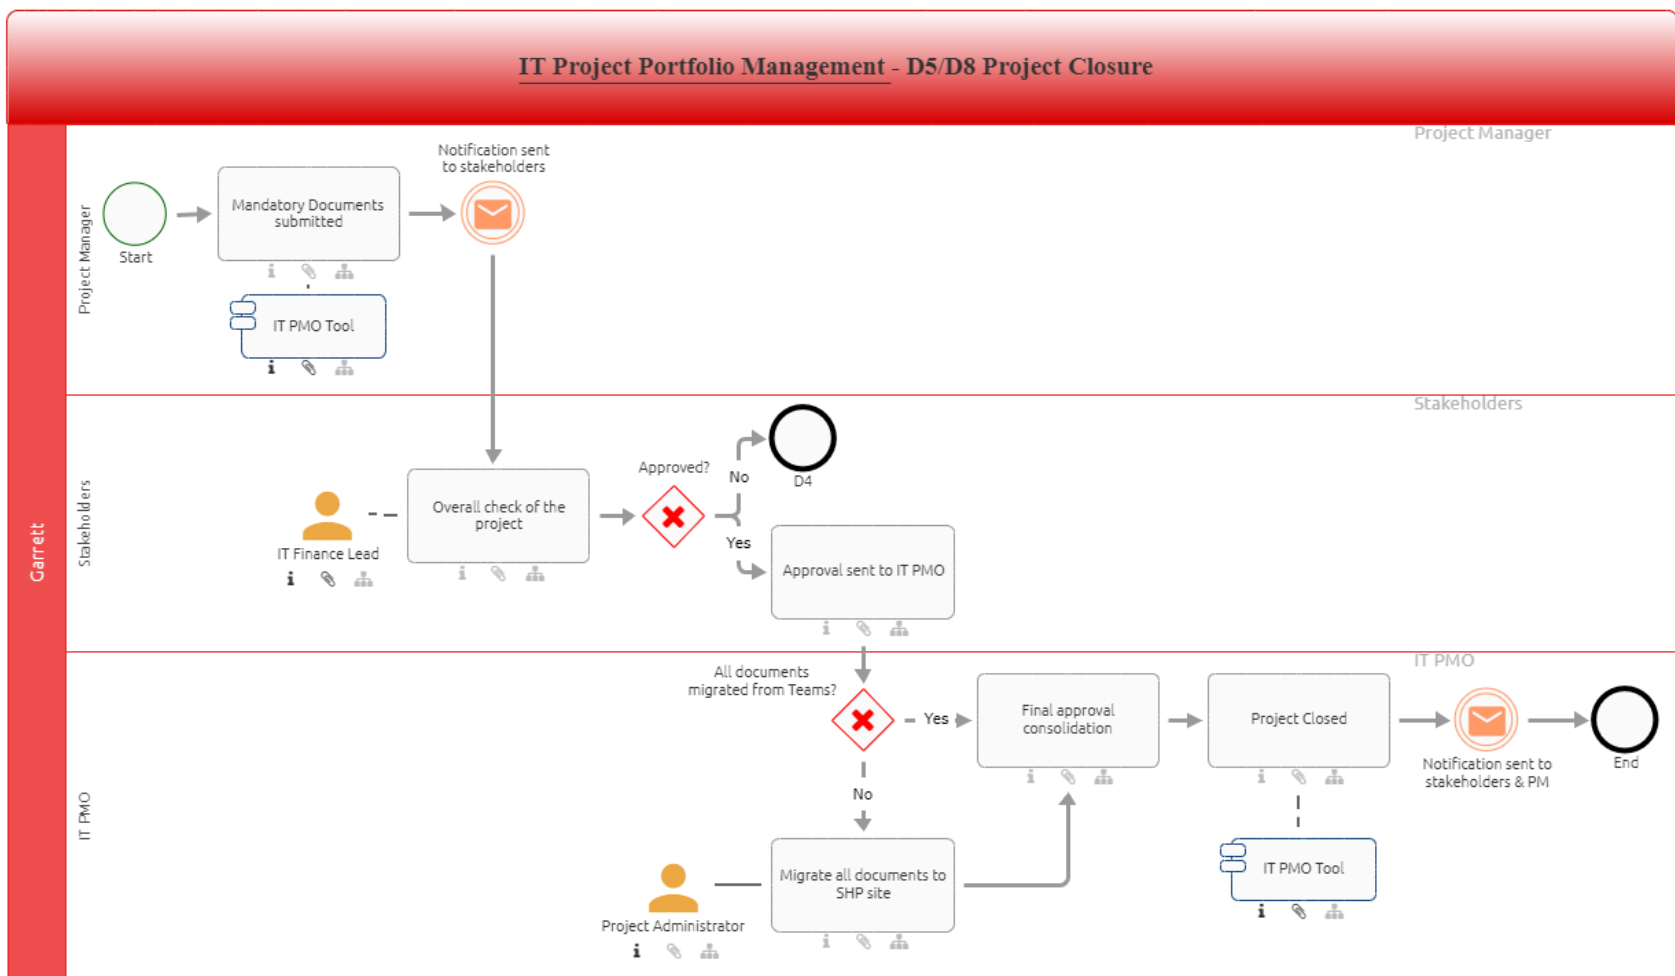 IT Project Portfolio Management - D5/D8 Project Closure
Garrett
Project Manager
Project Manager
Start
Mandatory Documents
submitted
Notification sent
to stakeholders
IT PMO Tool
Stakeholders
Stakeholders
IT Finance Lead
Overall check of the
project
Approved?
No
D4
Yes
Approval sent to IT PMO
IT PMO
IT PMO
All documents
migrated from Teams?
Yes
Final approval
consolidation
Project Closed
Notification sent to
stakeholders & PM
End
No
Migrate all documents to
SHP site
Project Administrator
IT PMO Tool